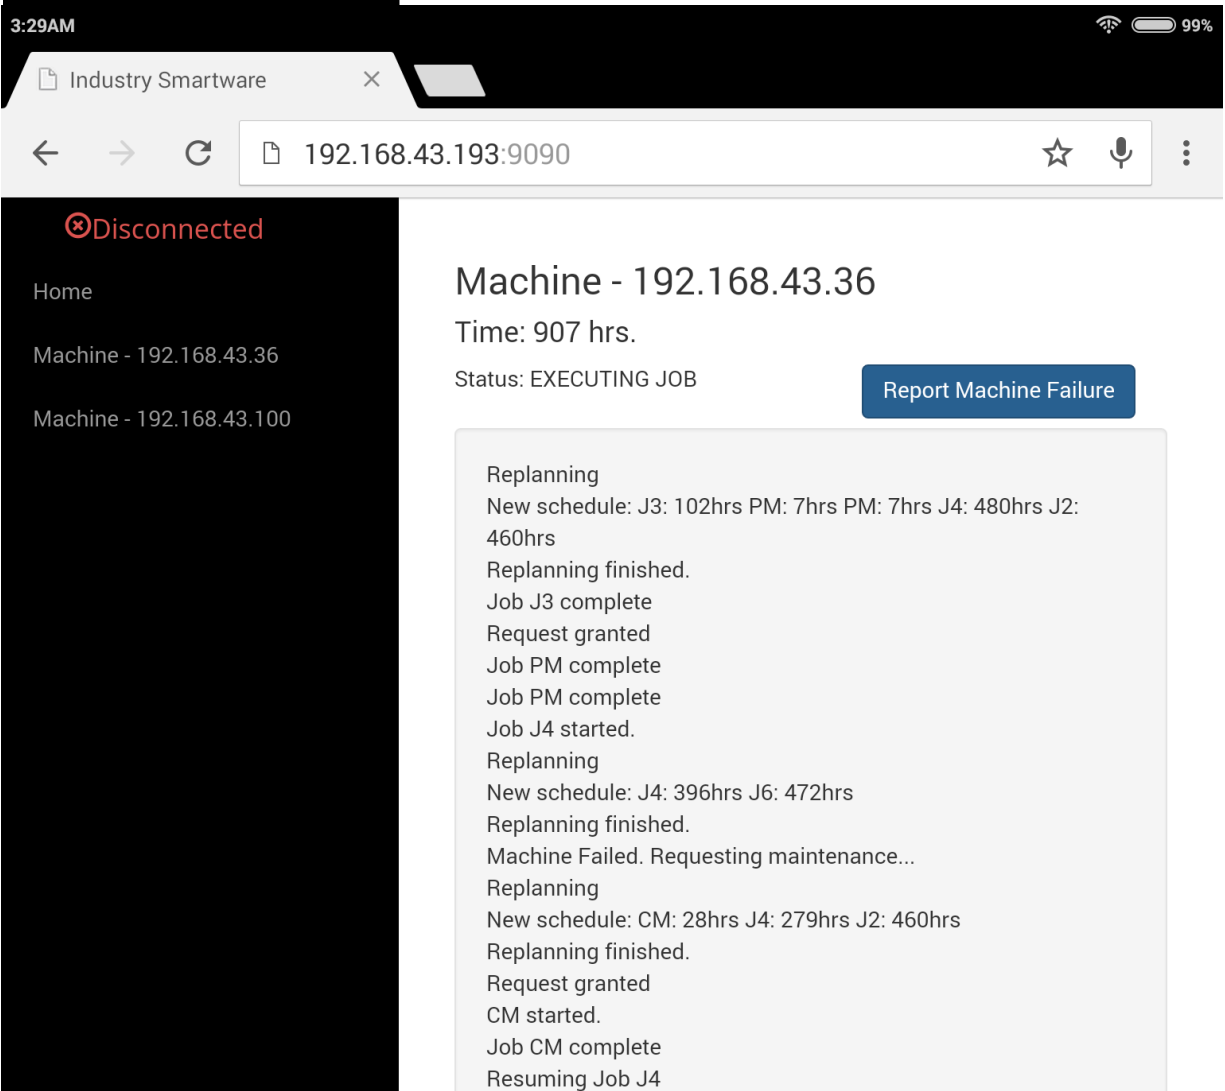 3:29AM
99%
Industry Smartware
192.168.43.193:9090
Disconnected
Home
Machine - 192.168.43.36
Machine - 192.168.43.100
Machine - 192.168.43.36
Time: 907 hrs.
Status: EXECUTING JOB
Report Machine Failure
Replanning
New schedule: J3: 102hrs PM: 7hrs PM: 7hrs J4: 480hrs J2:
460hrs
Replanning finished.
Job J3 complete
Request granted
Job PM complete
Job PM complete
Job J4 started.
Replanning
New schedule: J4: 396hrs J6: 472hrs
Replanning finished.
Machine Failed. Requesting maintenance...
Replanning
New schedule: CM: 28hrs J4: 279hrs J2: 460hrs
Replanning finished.
Request granted
CM started.
Job CM complete
Resuming Job J4